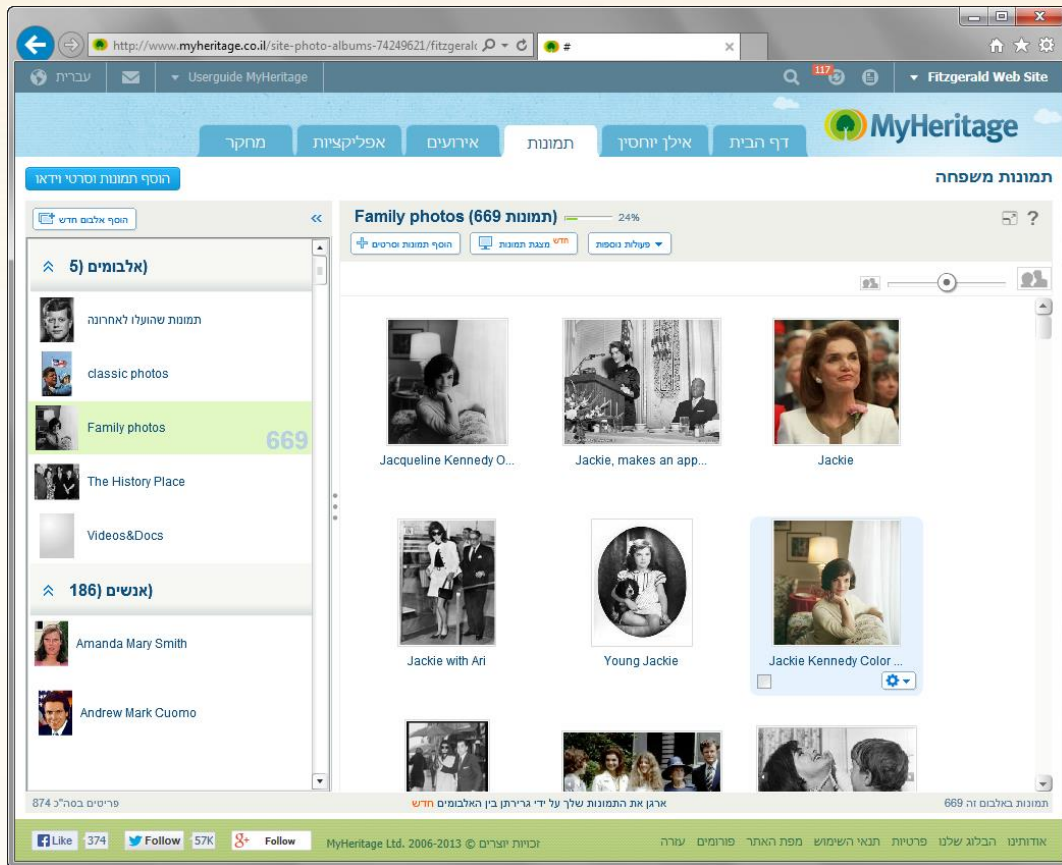 http://www.myheritage.co.il/site-photo-albums-74249621/fitzgeral
#
עברית
Userguide MyHeritage
117
Fitzgerald Web Site
MyHeritage
דף הבית
אילן יוחסין
תמונות
אירועים
אפליקציות
מחקר
תמונות משפחה
הוסף תמונות וסרטי וידאו
הוסף אלבום חדש
«
Family photos (669 תמונות)
24%
?
הוסף תמונות וסרטים
מצגת תמונות חדש
פעולות נוספות
(אלבומים (5
תמונות שהועלו לאחרונה
classic photos
Family photos
669
The History Place
Videos&Docs
(אנשים (186
Amanda Mary Smith
Andrew Mark Cuomo
Jacqueline Kennedy O...
Jackie, makes an app...
Jackie
Jackie with Ari
Young Jackie
Jackie Kennedy Color ...
פריטים בסה"כ 874
ארגן את התמונות שלך על ידי גרירתן בין האלבומים חדש
תמונות באלבום זה 669
Like 374
Follow 57K
Follow
זכויות יוצרים © MyHeritage Ltd. 2006-2013
אודותינו הבלוג שלנו פרטיות תנאי השימוש מפת האתר פורומים עזרה